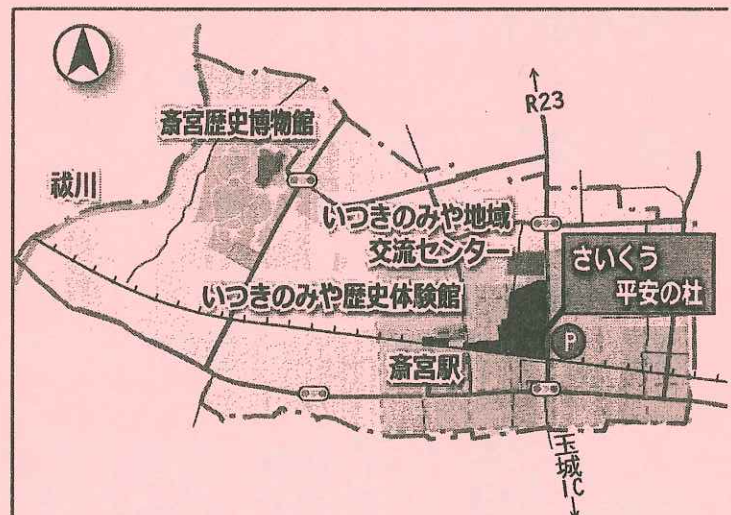 R23
斎宮歴史博物館
祓川
いつきのみや地域
交流センター
さいくう
平安の杜
いつきのみや歴史体験館
P
斎宮駅
玉城IC